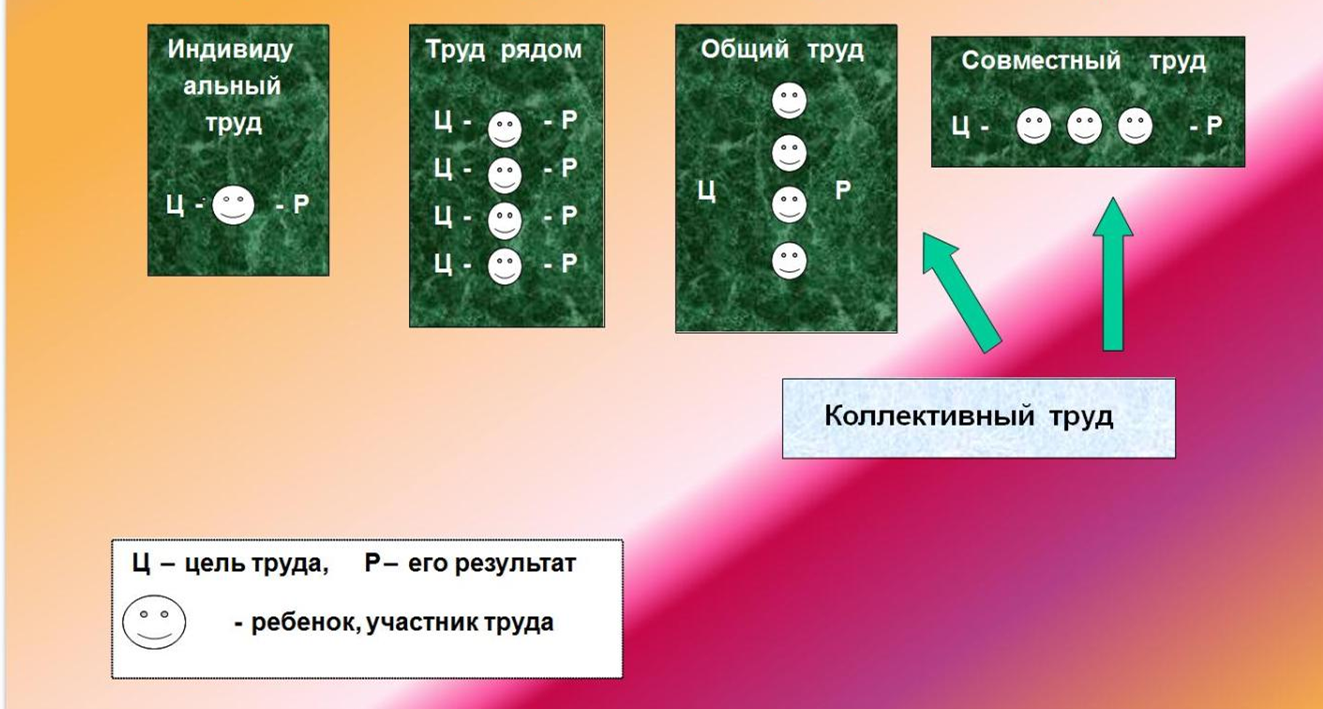 Индивиду
альный
труд
Ц - - Р
Труд рядом
Ц - - Р
Ц - - Р
Ц - - Р
Ц - - Р
Общий труд
Ц Р
Совместный труд
Ц - - Р
Коллективный труд
Ц – цель труда, Р– его результат
- ребенок, участник труда